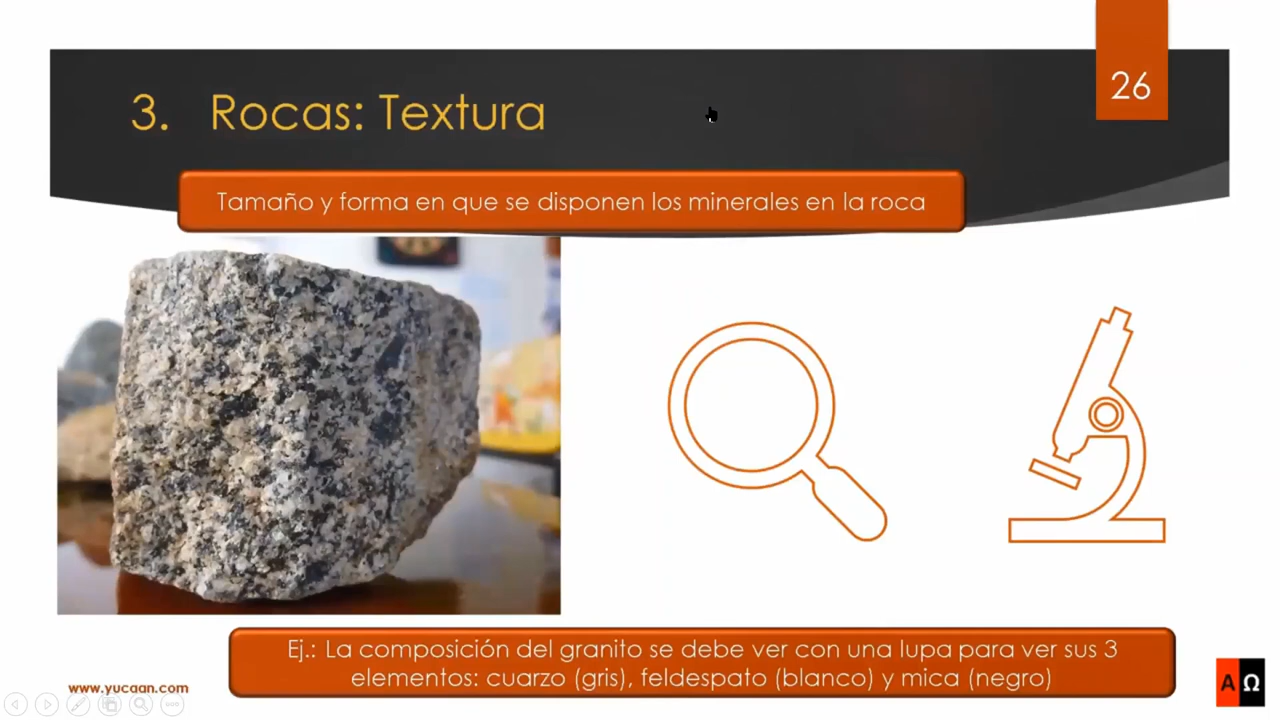 26
3. Rocas: Textura
Tamaño y forma en que se disponen los minerales en la roca
Ej.: La composición del granito se debe ver con una lupa para ver sus 3
elementos: cuarzo (gris), feldespato (blanco) y mica (negro)
www.yucaan.com
ΑΩ